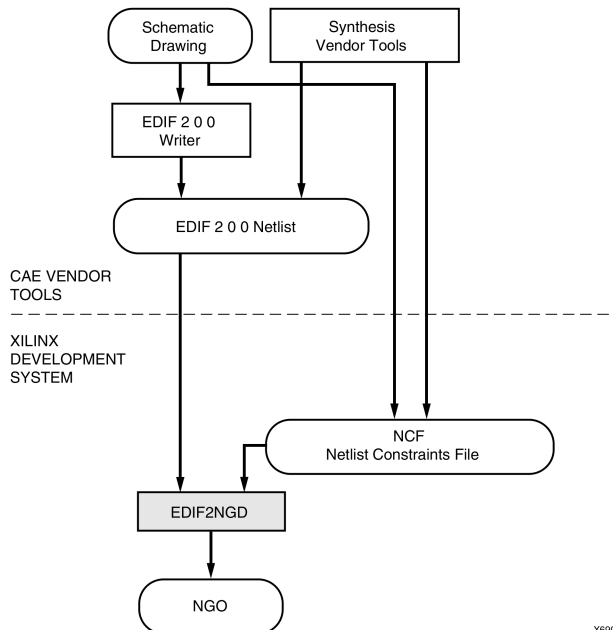 Schematic
Drawing
Synthesis
Vendor Tools
EDIF 2 0 0
Writer
EDIF 2 0 0 Netlist
CAE VENDOR
TOOLS
XILINX
DEVELOPMENT
SYSTEM
NCF
Netlist Constraints File
EDIF2NGD
NGO